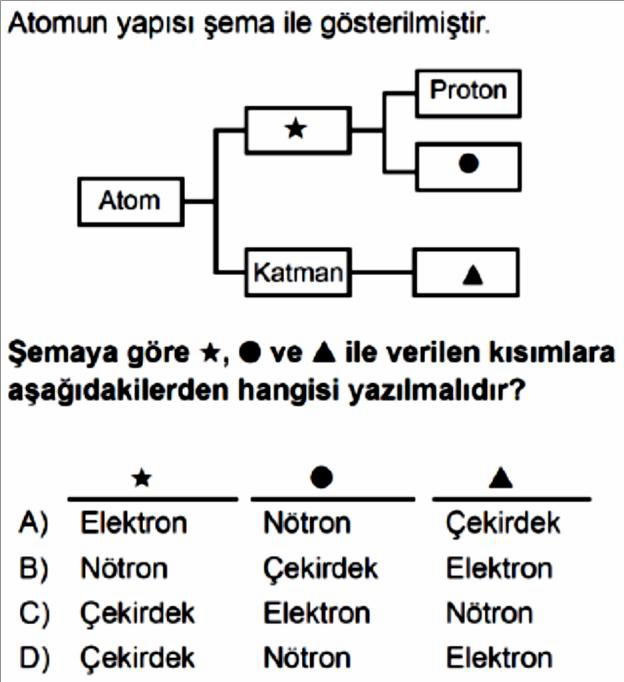 Atomun yapısı şema ile gösterilmiştir.
Proton
★
●
Atom
Katman
▲
Şemaya göre ★, ● ve ▲ ile verilen kısımlara
aşağıdakilerden hangisi yazılmalıdır?
★ ● ▲
A) Elektron Nötron Çekirdek
B) Nötron Çekirdek Elektron
C) Çekirdek Elektron Nötron
D) Çekirdek Nötron Elektron